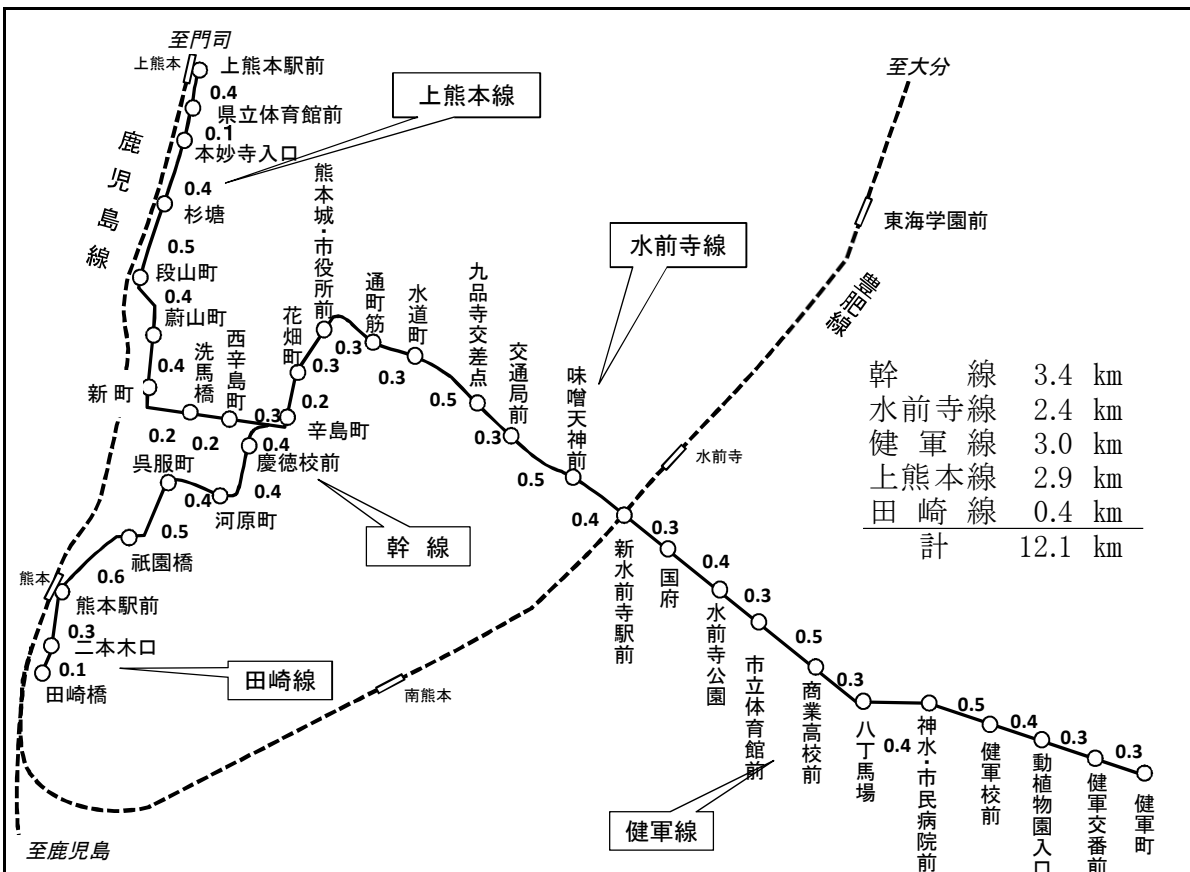 至門司
上熊本
上熊本駅前
0.4
県立体育館前
0.1
本妙寺入口
0.4
杉塘
0.5
段山町
0.4
蔚山町
0.4
新町
0.2
洗馬橋
0.2
西辛島町
0.3
辛島町
鹿児島線
上熊本線
0.2
花畑町
0.3
熊本城・市役所前
0.3
通町筋
0.3
水道町
0.5
九品寺交差点
0.3
交通局前
0.5
味噌天神前
0.4
新水前寺駅前
水前寺線
至大分
東海学園前
豊肥線
水前寺
0.4
慶徳校前
0.4
河原町
0.4
呉服町
0.5
祇園橋
0.6
熊本
熊本駅前
0.3
二本木口
0.1
田崎橋
幹線
田崎線
南熊本
至鹿児島
0.3
国府
0.4
水前寺公園
0.3
市立体育館前
0.5
商業高校前
0.3
八丁馬場
0.4
神水・市民病院前
0.5
健軍校前
0.4
動植物園入口
0.3
健軍交番前
0.3
健軍町
健軍線
幹線 3.4 km
水前寺線 2.4 km
健軍線 3.0 km
上熊本線 2.9 km
田崎線 0.4 km
計 12.1 km